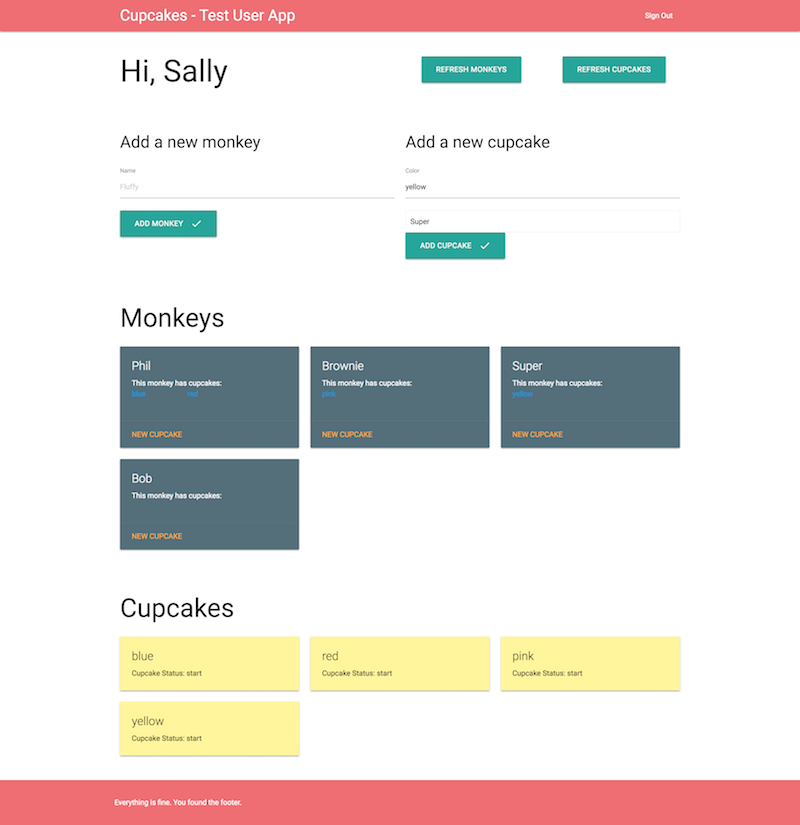 Cupcakes - Test User App
Sign Out
Hi, Sally
REFRESH MONKEYS
REFRESH CUPCAKES
Add a new monkey
Name
Fluffy
ADD MONKEY
Add a new cupcake
Color
yellow
Super
ADD CUPCAKE
Monkeys
Phil
This monkey has cupcakes:
blue red
NEW CUPCAKE
Brownie
This monkey has cupcakes:
pink
NEW CUPCAKE
Super
This monkey has cupcakes:
yellow
NEW CUPCAKE
Bob
This monkey has cupcakes:
NEW CUPCAKE
Cupcakes
blue
Cupcake Status: start
red
Cupcake Status: start
pink
Cupcake Status: start
yellow
Cupcake Status: start
Everything is fine. You found the footer.